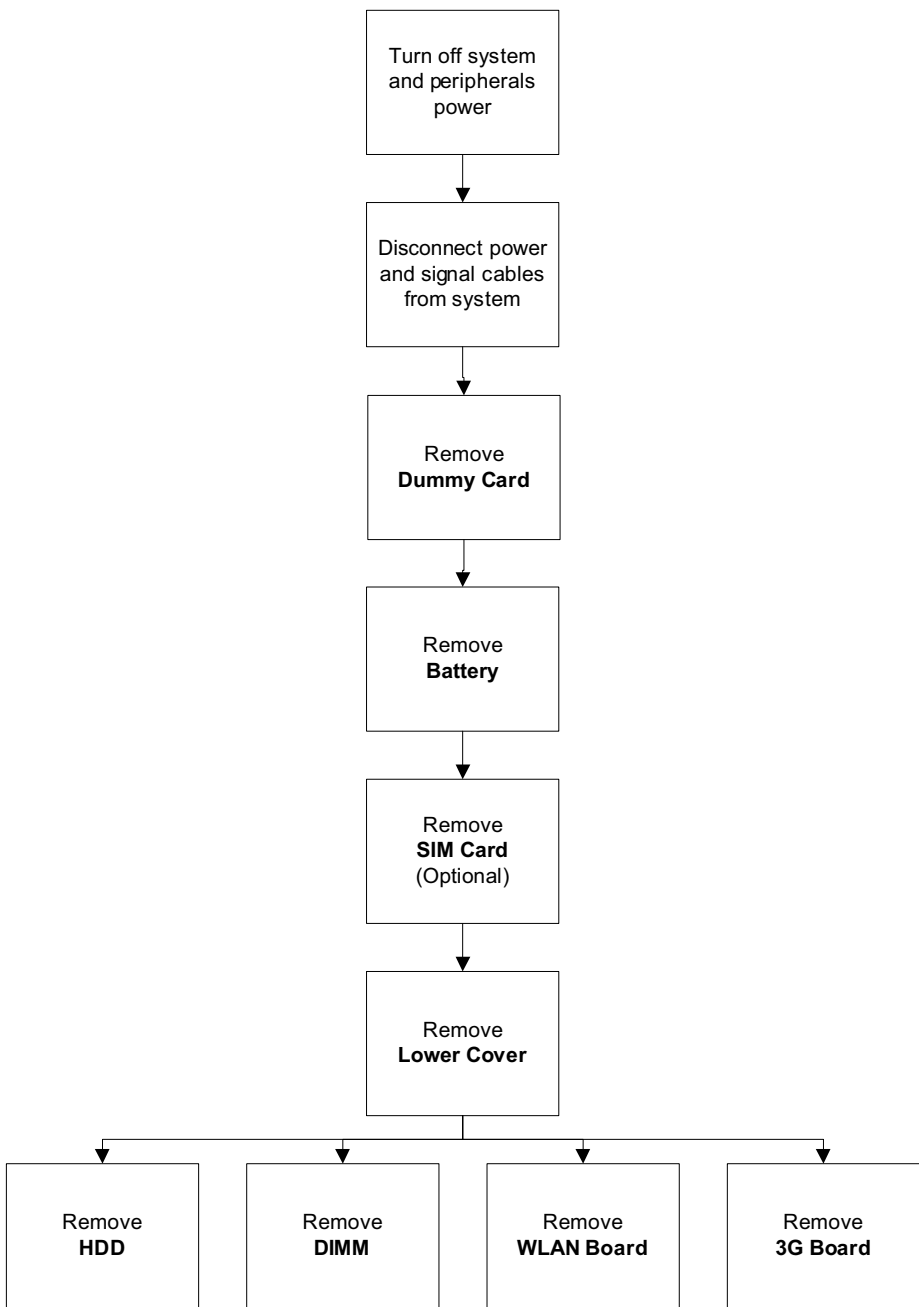 Turn off system
and peripherals
power
Disconnect power
and signal cables
from system
Remove
Dummy Card
Remove
Battery
Remove
SIM Card
(Optional)
Remove
Lower Cover
Remove
HDD
Remove
DIMM
Remove
WLAN Board
Remove
3G Board